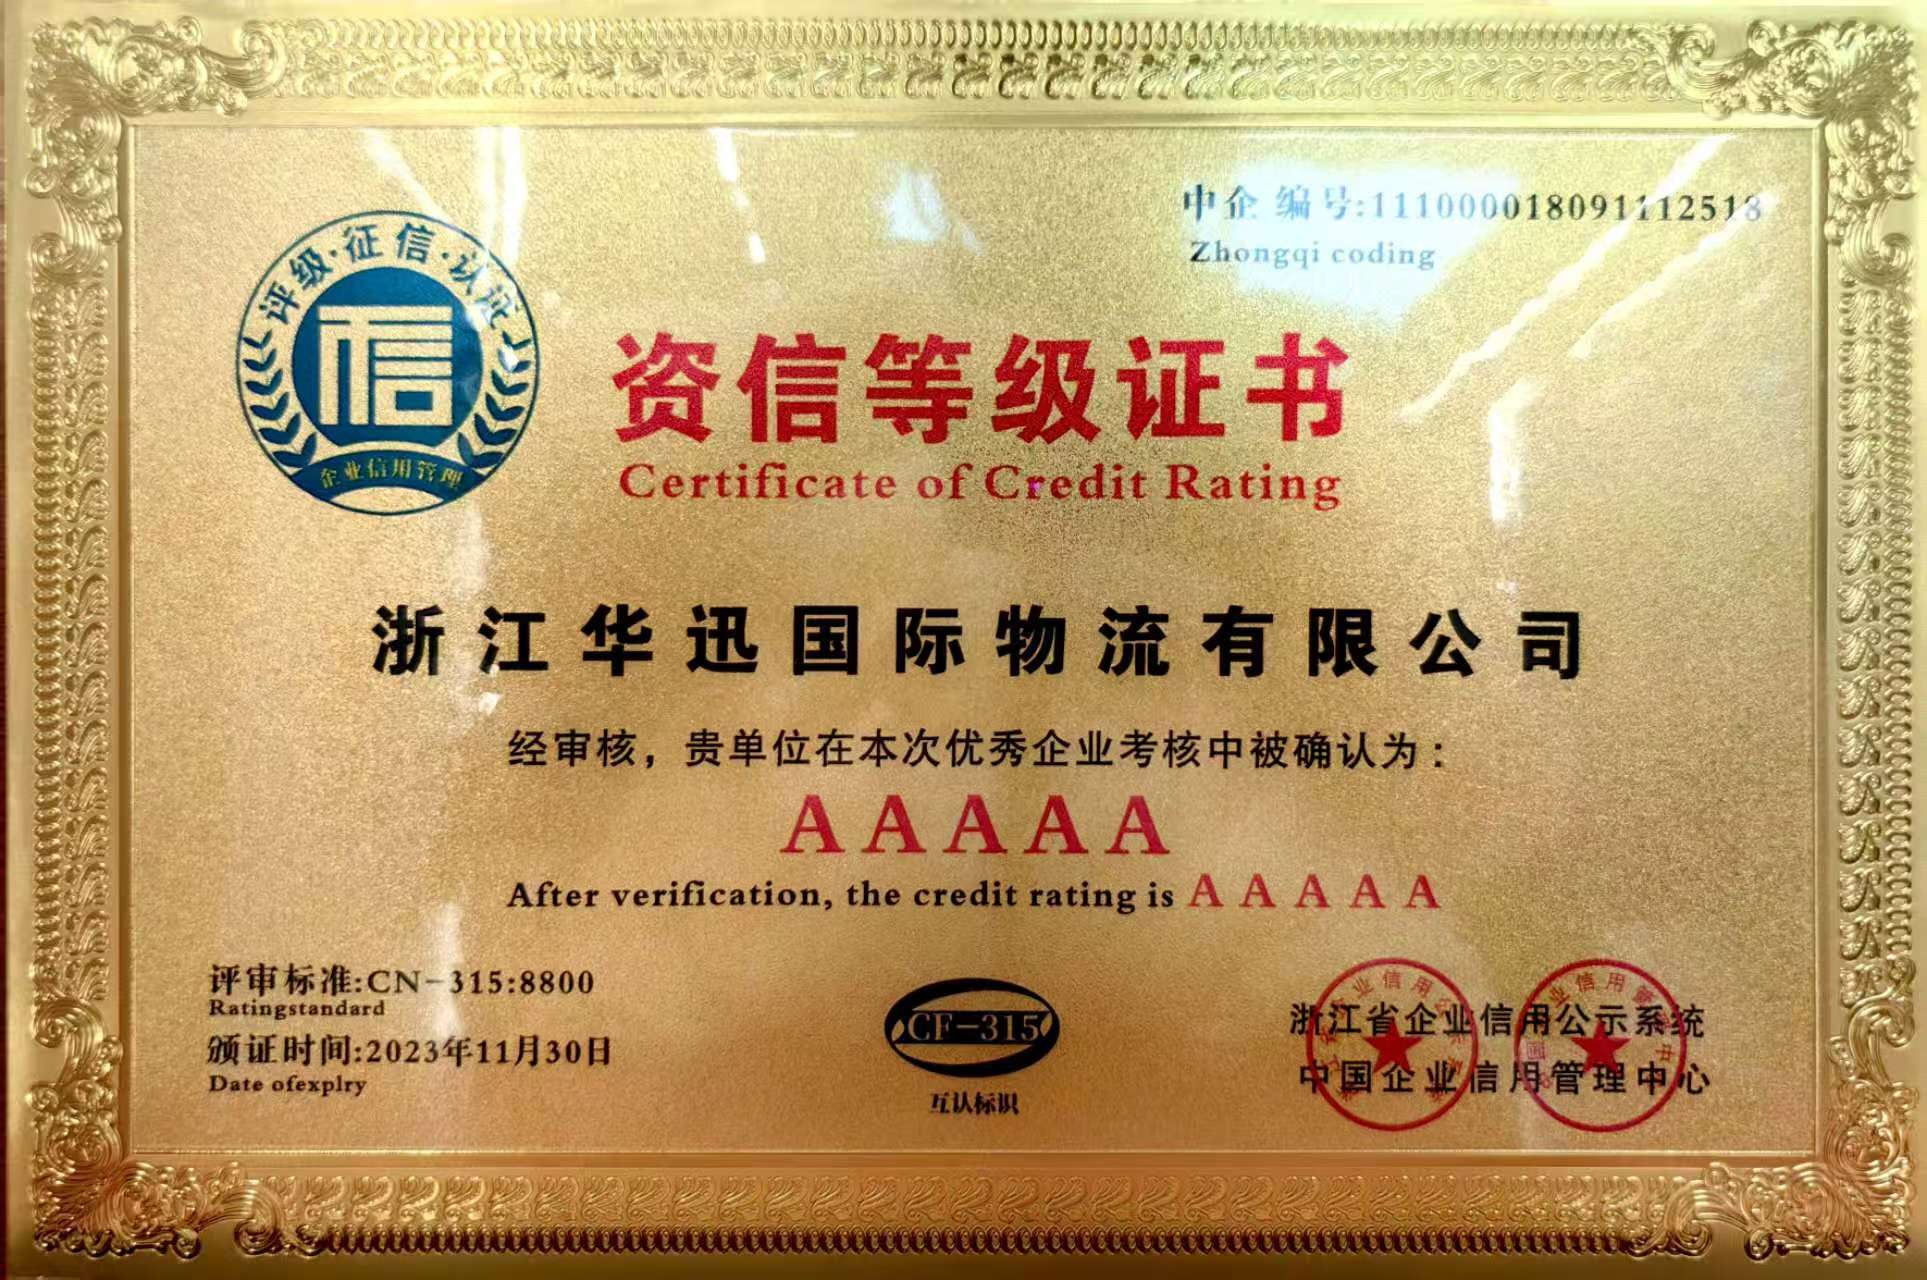 中企 编号:111000018091112518
Zhongqi coding
评级·征信·认证
信
企业信用管理
资信等级证书
Certificate of Credit Rating
浙江华迅国际物流有限公司
经审核，贵单位在本次优秀企业考核中被确认为：
AAAAA
After verification, the credit rating is AAAAA
评审标准:CN-315:8800
Ratingstandard
颁证时间:2023年11月30日
Date ofexplry
CF-315
互认标识
浙江省企业信用公示系统
中国企业信用管理中心